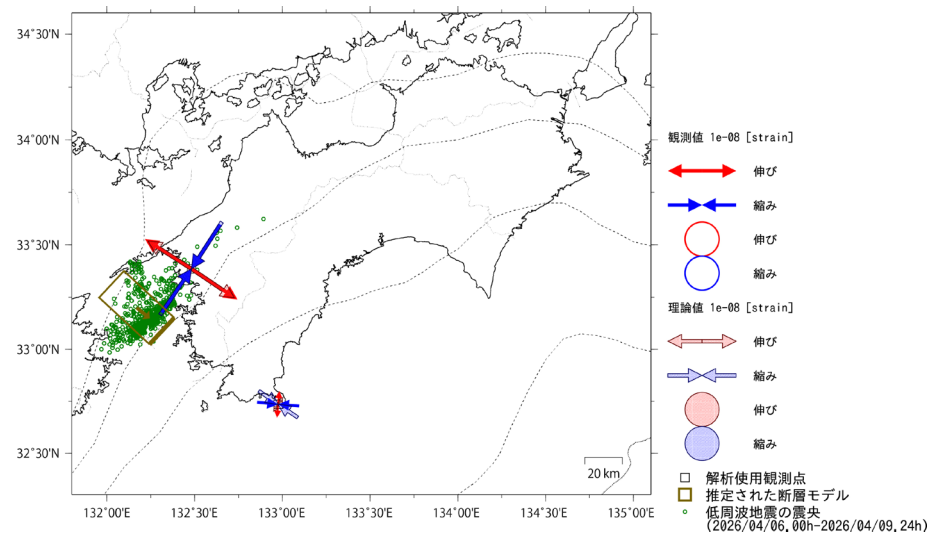 34°30'N
34°00'N
33°30'N
33°00'N
32°30'N
132°00'E
132°30'E
133°00'E
133°30'E
134°00'E
134°30'E
135°00'E
20 km
観測値 1e-08 [strain]
伸び
縮み
伸び
縮み
理論値 1e-08 [strain]
伸び
縮み
伸び
縮み
解析使用観測点
推定された断層モデル
低周波地震の震央
(2026/04/06.00h-2026/04/09.24h)